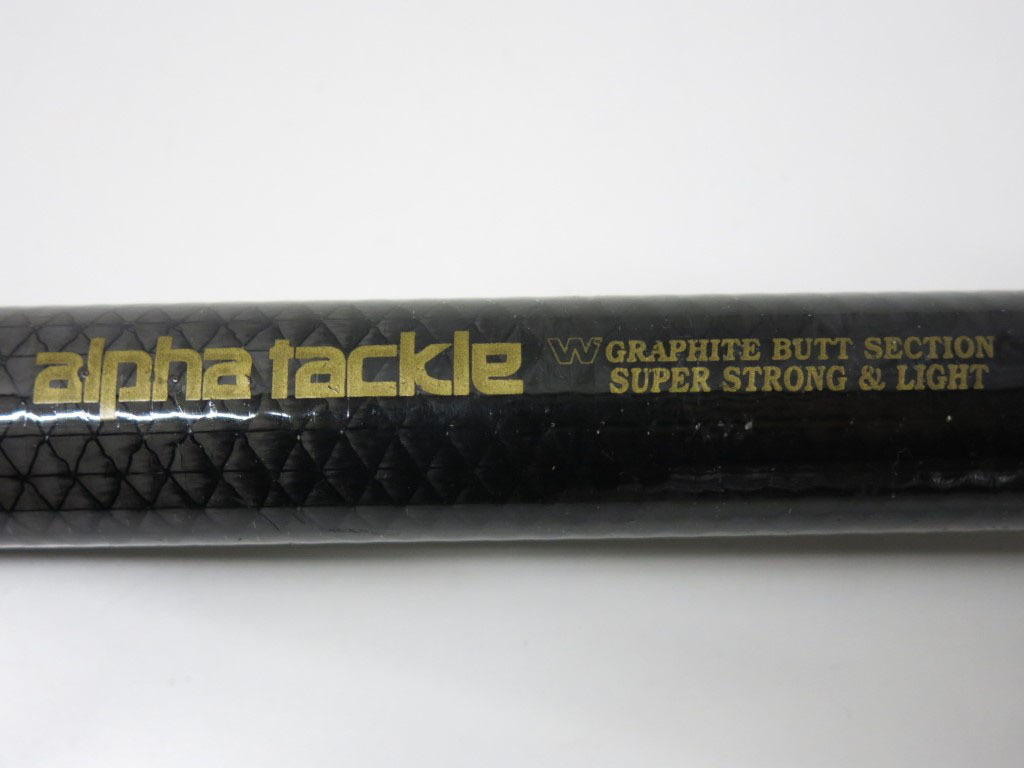 alpha tackle
W GRAPHITE BUTT SECTION
SUPER STRONG & LIGHT